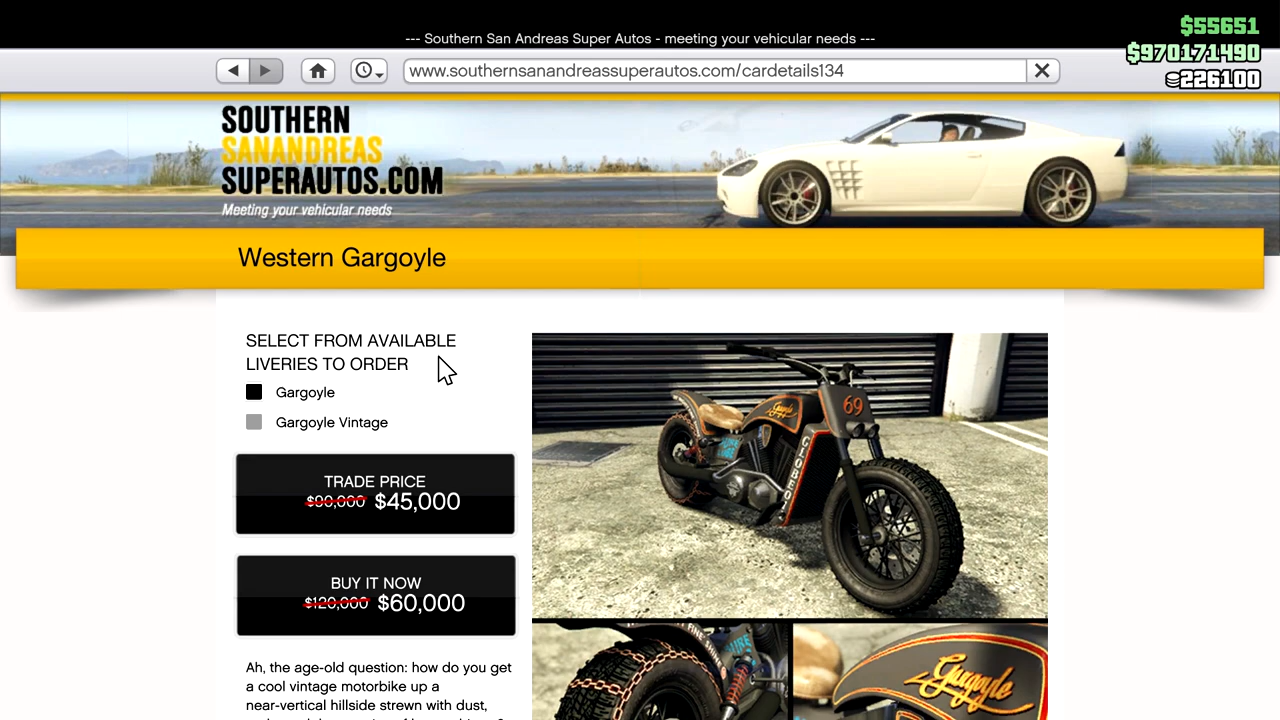 --- Southern San Andreas Super Autos - meeting your vehicular needs ---
$55651
$970171490
226100
www.southernsanandreassuperautos.com/cardetails134
SOUTHERN
SANANDREAS
SUPERAUTOS.COM
Meeting your vehicular needs
Western Gargoyle
SELECT FROM AVAILABLE
LIVERIES TO ORDER
Gargoyle
Gargoyle Vintage
TRADE PRICE
$90,000 $45,000
BUY IT NOW
$120,000 $60,000
Ah, the age-old question: how do you get
a cool vintage motorbike up a
near-vertical hillside strewn with dust,
Gargoyle
69
GLOBEOIL
Gargoyle